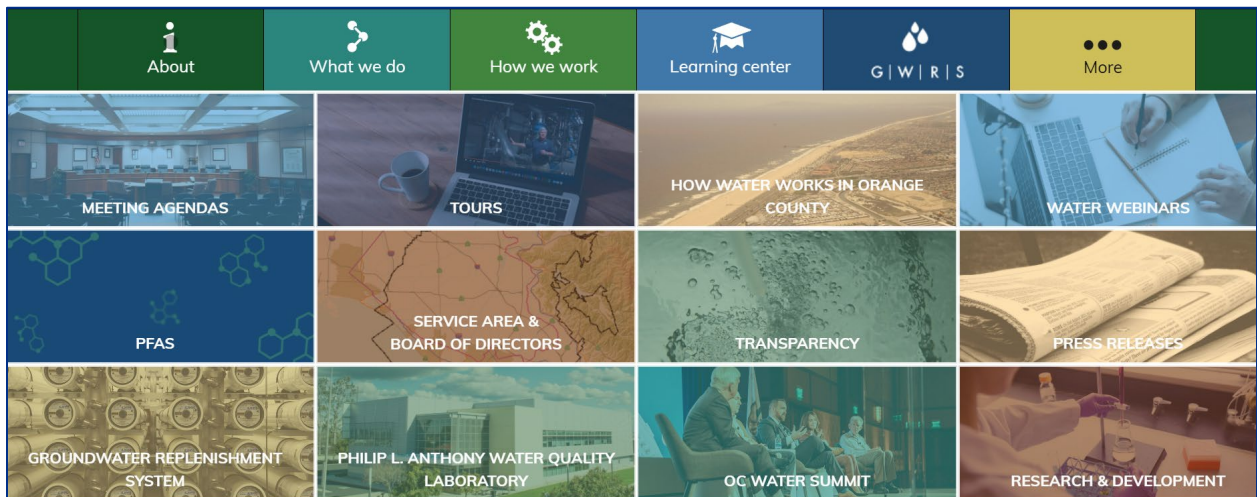 About
What we do
How we work
Learning center
G|W|R|S
More
MEETING AGENDAS
TOURS
HOW WATER WORKS IN ORANGE
COUNTY
WATER WEBINARS
PFAS
SERVICE AREA &
BOARD OF DIRECTORS
TRANSPARENCY
PRESS RELEASES
GROUNDWATER REPLENISHMENT
SYSTEM
PHILIP L. ANTHONY WATER QUALITY
LABORATORY
OC WATER SUMMIT
RESEARCH & DEVELOPMENT